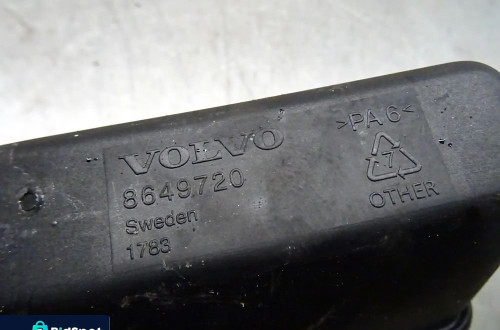 VOLVO
8649720
Sweden
1783
>PA 6<
7
OTHER